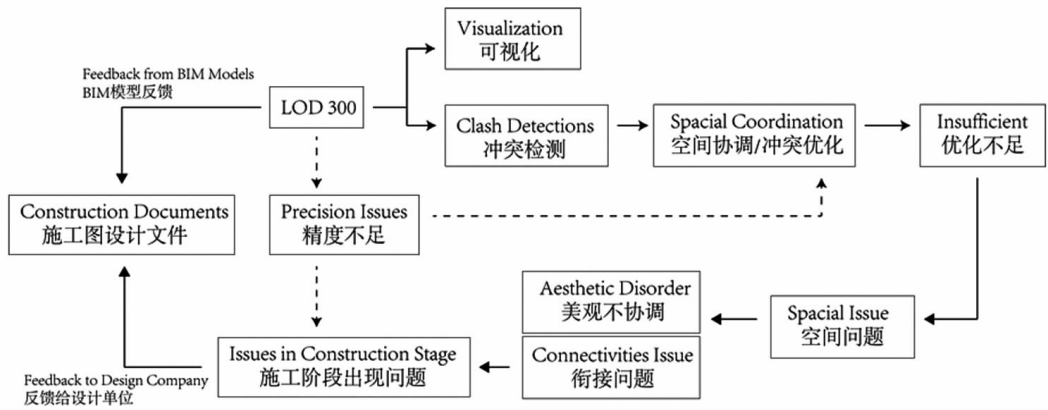 Visualization
可视化
Feedback from BIM Models
BIM模型反馈
LOD 300
Clash Detections
冲突检测
Spacial Coordination
空间协调/冲突优化
Insufficient
优化不足
Construction Documents
施工图设计文件
Precision Issues
精度不足
Aesthetic Disorder
美观不协调
Spacial Issue
空间问题
Issues in Construction Stage
施工阶段出现问题
Connectivities Issue
衔接问题
Feedback to Design Company
反馈给设计单位